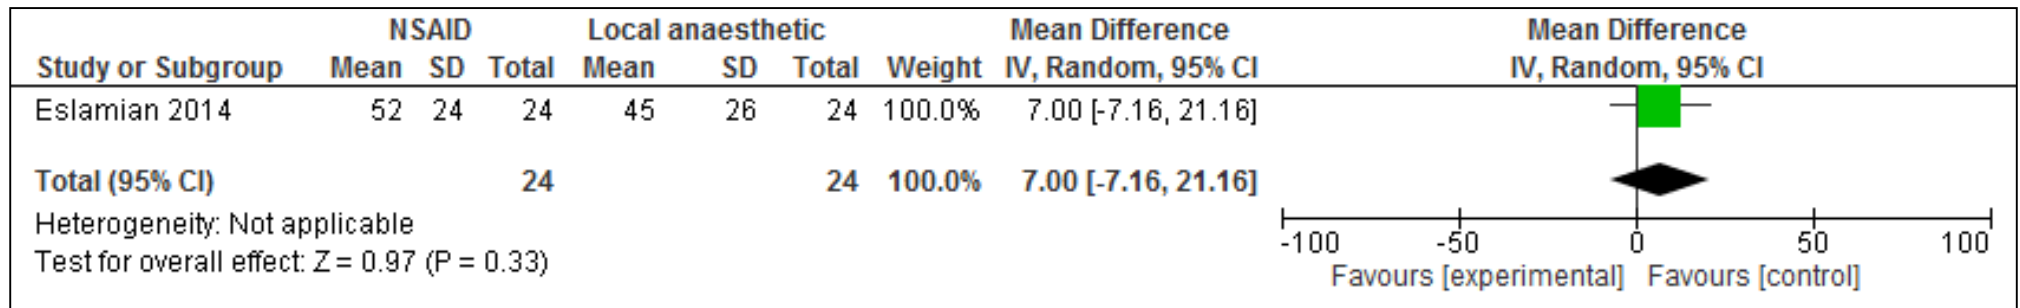 NSAID Local anaesthetic Mean Difference Mean Difference
Study or Subgroup Mean SD Total Mean SD Total Weight IV, Random, 95% CI IV, Random, 95% CI
Eslamian 2014 52 24 24 45 26 24 100.0% 7.00 [-7.16, 21.16]
Total (95% CI) 24 24 100.0% 7.00 [-7.16, 21.16]
Heterogeneity: Not applicable
Test for overall effect: Z = 0.97 (P = 0.33)
-100 -50 0 50 100
Favours [experimental] Favours [control]